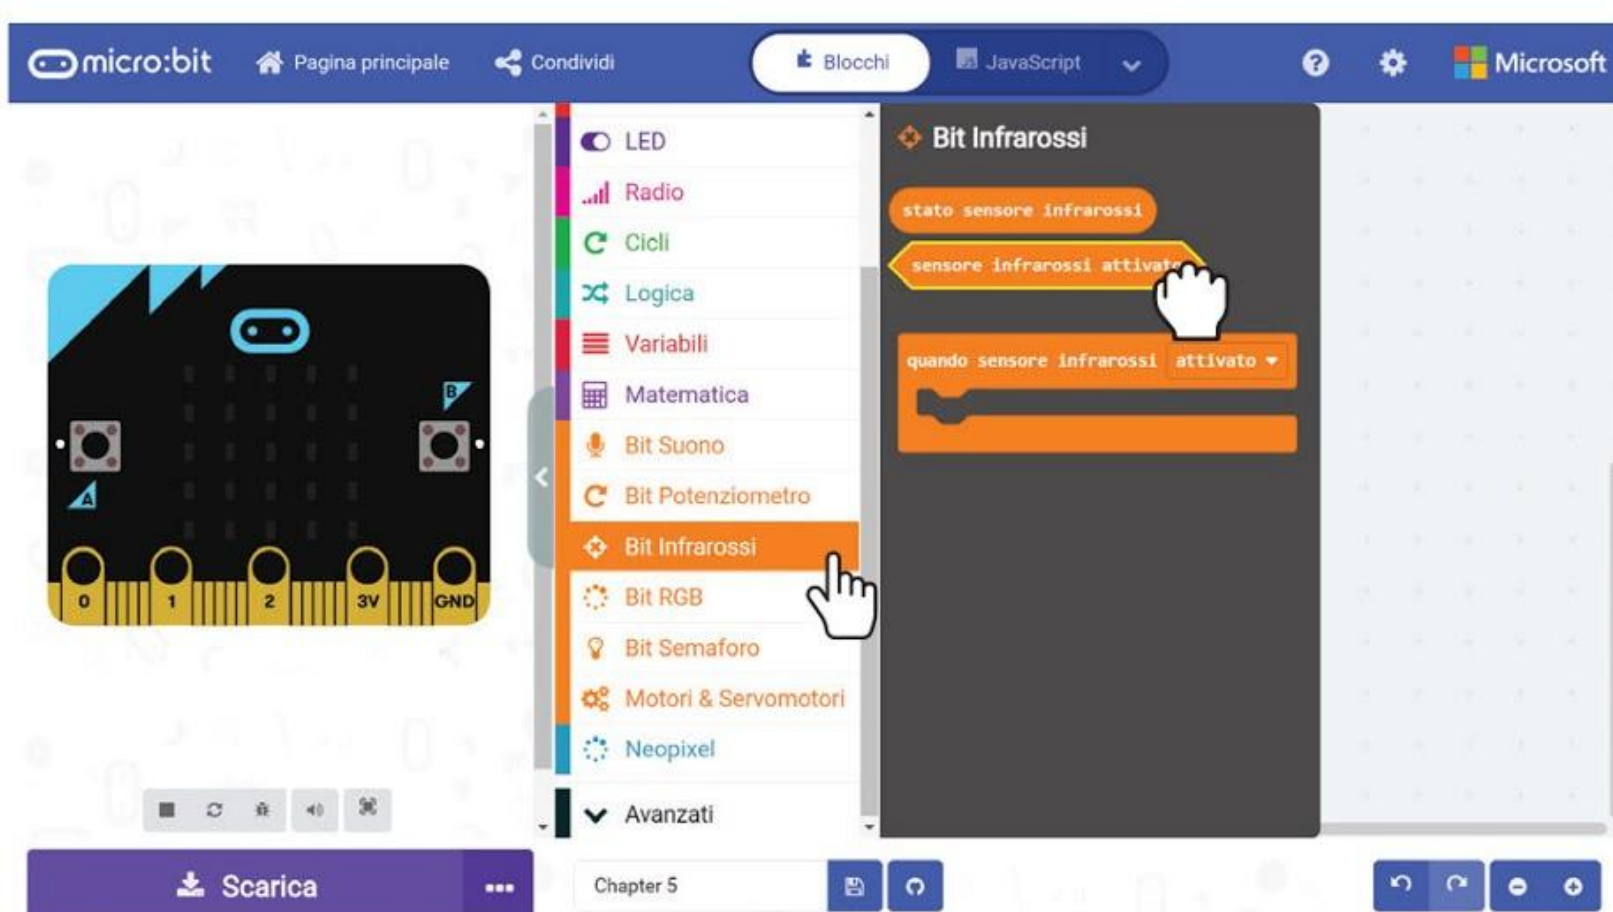 micro:bit Pagina principale Condividi Blocchi JavaScript ? Microsoft
LED
Radio
Cicli
Logica
Variabili
Matematica
Bit Suono
Bit Potenziometro
Bit Infrarossi
Bit RGB
Bit Semaforo
Motori & Servomotori
Neopixel
Avanzati
Bit Infrarossi
stato sensore infrarossi
sensore infrarossi attivato
quando sensore infrarossi attivato
B
A
0 1 2 3V GND
Scarica
Chapter 5